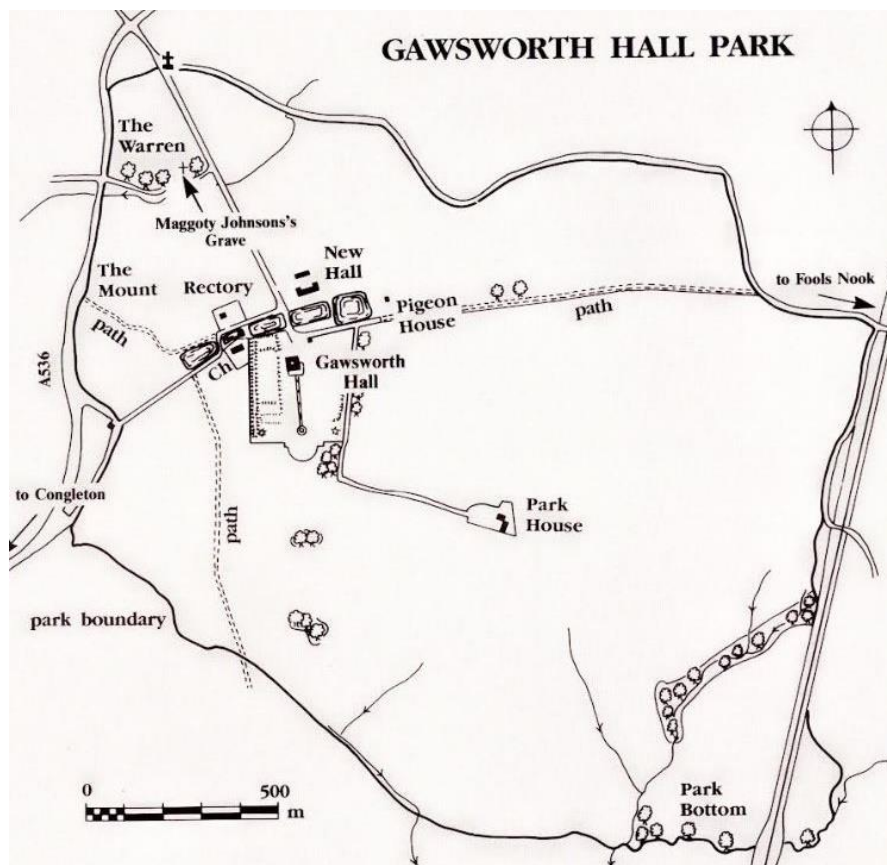 GAWSWORTH HALL PARK
The
Warren
Maggoty Johnsons's
Grave
The
Mount
Rectory
New
Hall
to Fools Nook
Pigeon
House
path
path
A536
Ch
Gawsworth
Hall
to Congleton
path
Park
House
park boundary
0 500
m
Park
Bottom